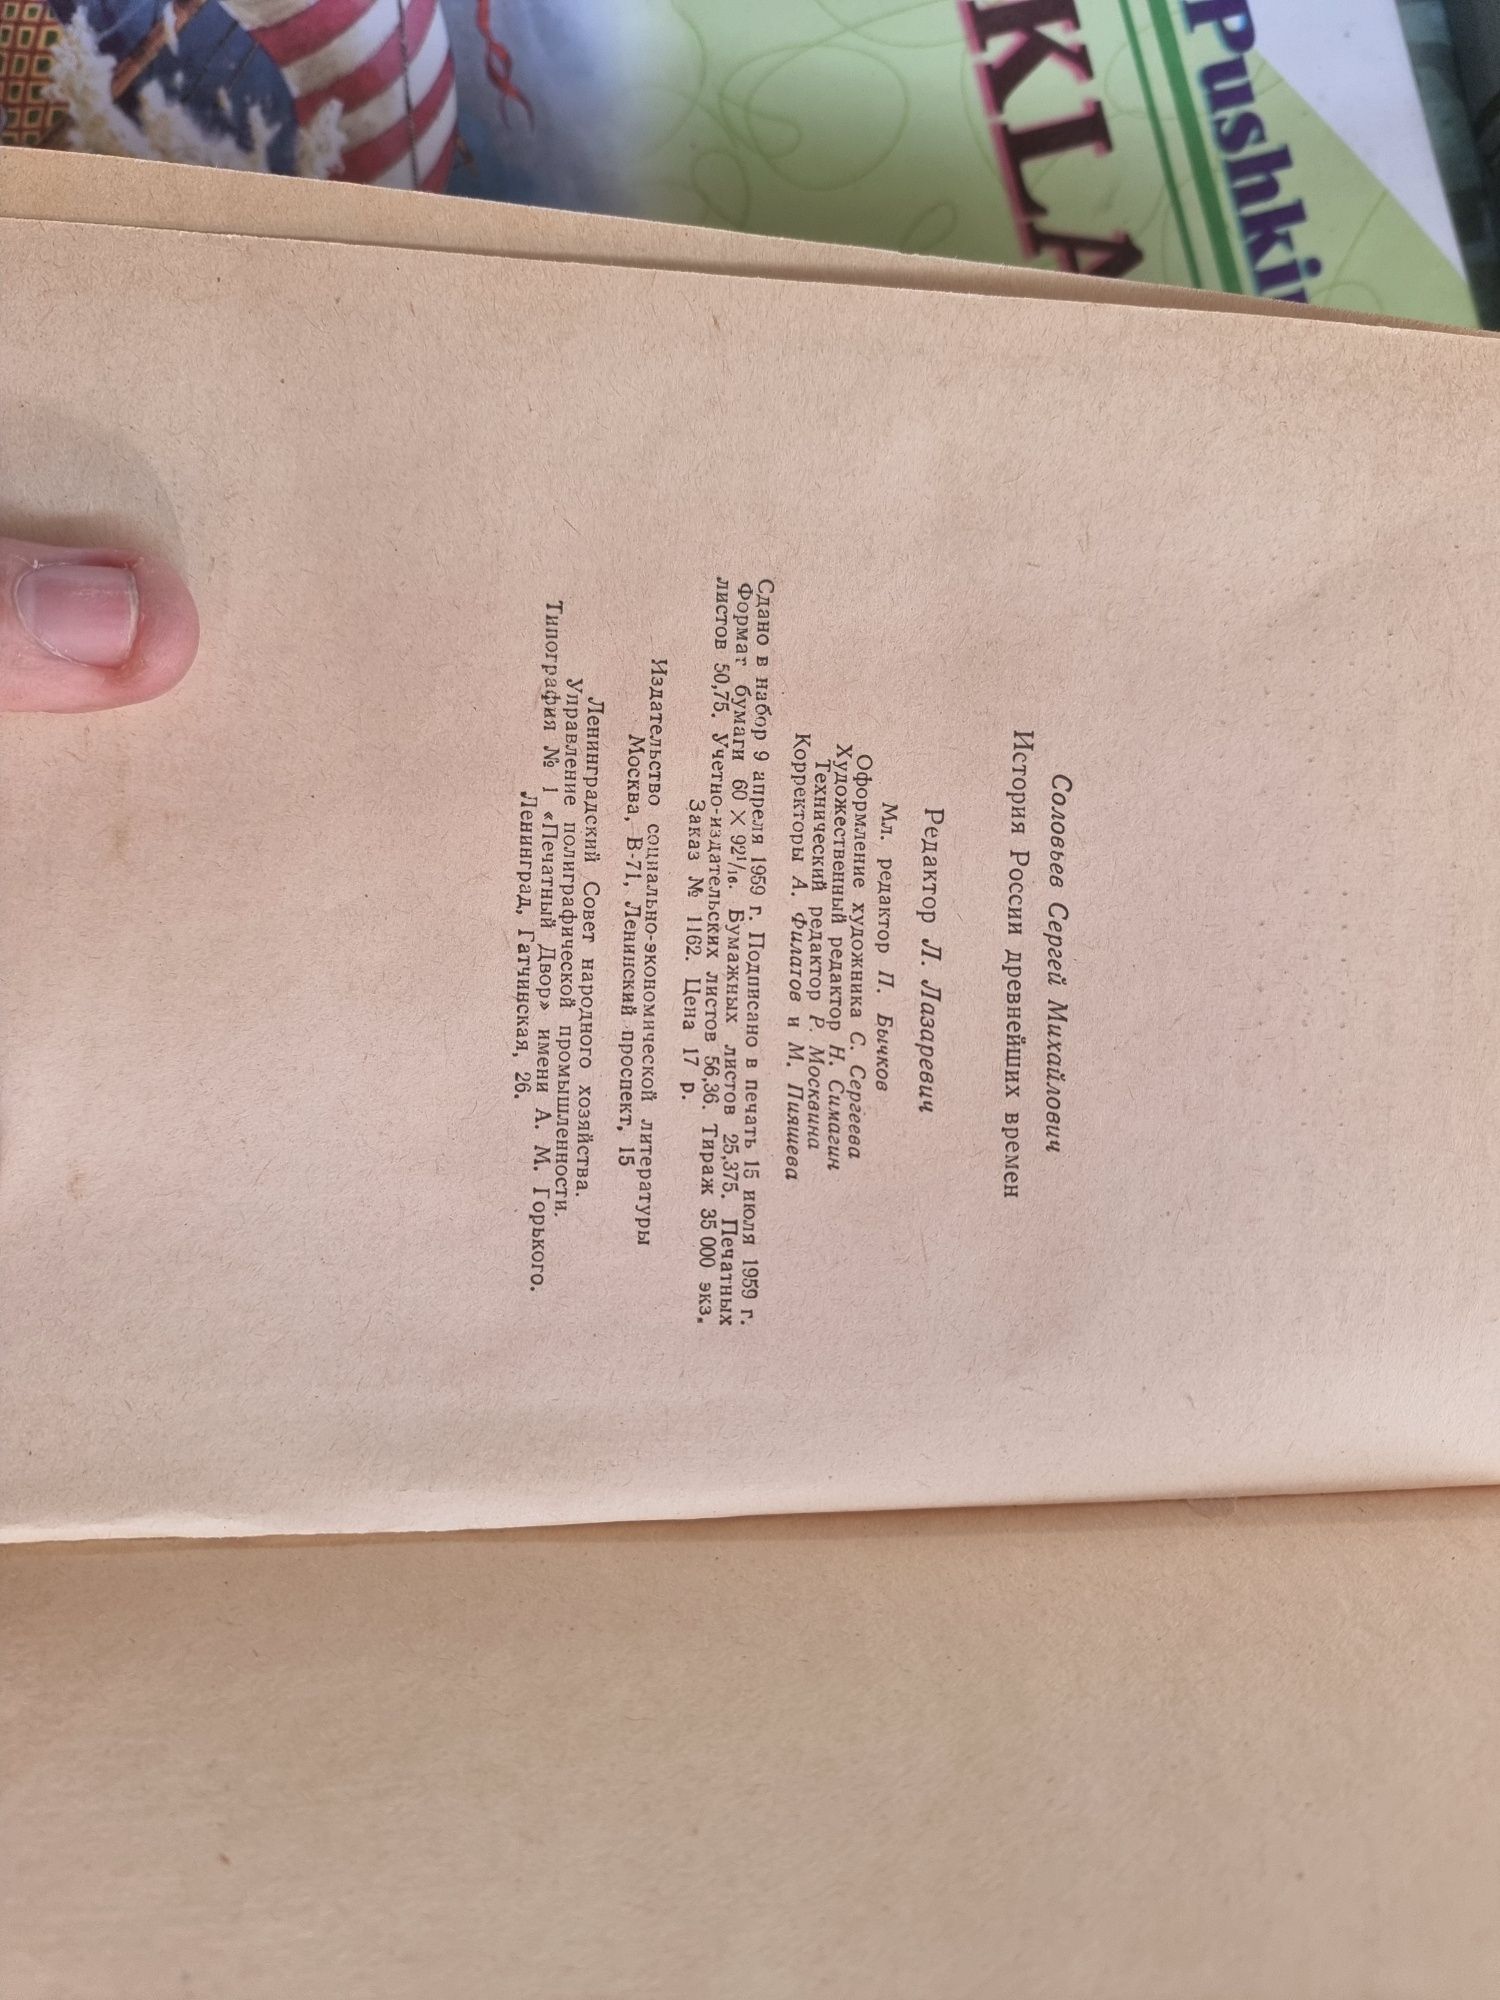 Соловьев Сергей Михайлович
История России древнейших времен
Редактор Л. Лазаревич
Мл. редактор П. Бычков
Оформление художника С. Сергеева
Художественный редактор Н. Симагин
Технический редактор Р. Москвина
Корректоры А. Филатов и М. Пияшева
Сдано в набор 9 апреля 1959 г. Подписано в печать 15 июля 1959 г.
Формат бумаги 60 × 92¹/₁₆. Бумажных листов 25,375. Печатных
листов 50,75. Учетно-издательских листов 56,36. Тираж 35 000 экз.
Заказ № 1162. Цена 17 р.
Издательство социально-экономической литературы
Москва, В-71, Ленинский проспект, 15
Ленинградский Совет народного хозяйства.
Управление полиграфической промышленности.
Типография № 1 «Печатный Двор» имени А. М. Горького.
Ленинград, Гатчинская, 26.
Pushki
KLA